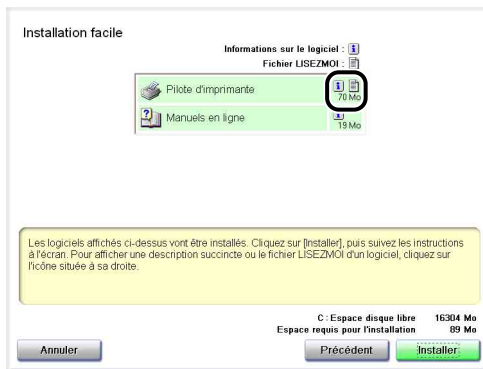 Installation facile
Informations sur le logiciel :
Fichier LISEZMOI :
Pilote d'imprimante
70 Mo
Manuels en ligne
19 Mo
Les logiciels affichés ci-dessus vont être installés. Cliquez sur [Installer], puis suivez les instructions
à l'écran. Pour afficher une description succincte ou le fichier LISEZMOI d'un logiciel, cliquez sur
l'icône située à sa droite.
C : Espace disque libre 16304 Mo
Espace requis pour l'installation 89 Mo
Annuler Précédent Installer